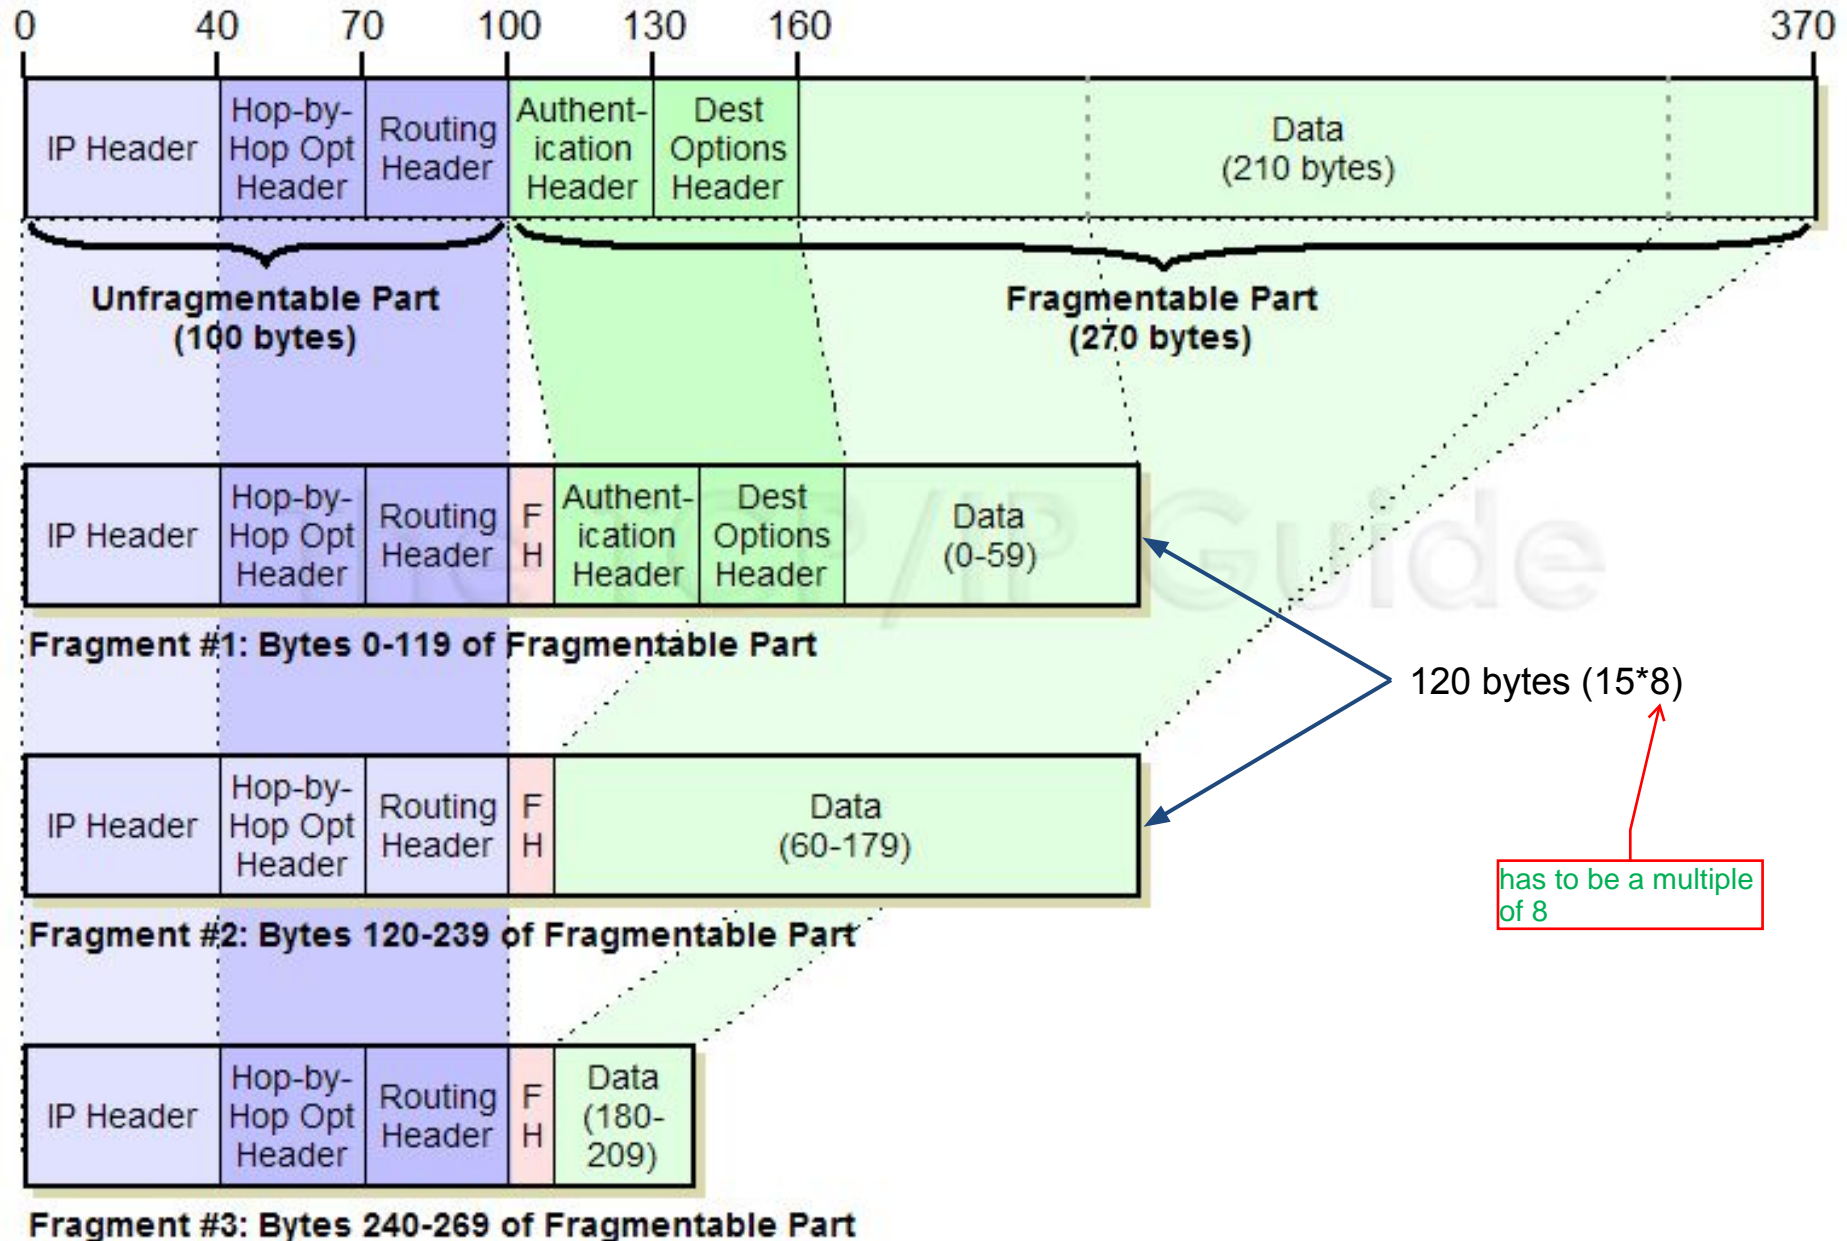 0 40 70 100 130 160 370
IP Header
Hop-by-
Hop Opt
Header
Routing
Header
Authent-
ication
Header
Dest
Options
Header
Data
(210 bytes)
Unfragmentable Part
(100 bytes)
Fragmentable Part
(270 bytes)
The TCP/IP Guide
IP Header
Hop-by-
Hop Opt
Header
Routing
Header
F
H
Authent-
ication
Header
Dest
Options
Header
Data
(0-59)
Fragment #1: Bytes 0-119 of Fragmentable Part
120 bytes (15*8)
IP Header
Hop-by-
Hop Opt
Header
Routing
Header
F
H
Data
(60-179)
has to be a multiple
of 8
Fragment #2: Bytes 120-239 of Fragmentable Part
IP Header
Hop-by-
Hop Opt
Header
Routing
Header
F
H
Data
(180-
209)
Fragment #3: Bytes 240-269 of Fragmentable Part